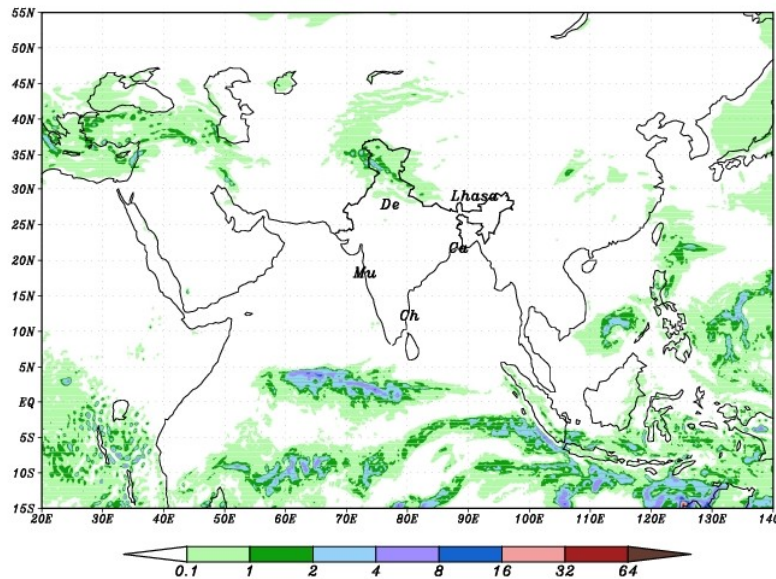 55N
50N
45N
40N
35N
30N
25N
20N
15N
10N
5N
EQ
5S
10S
15S
Lhasa
De
Ca
Mu
Ch
20E 30E 40E 50E 60E 70E 80E 90E 100E 110E 120E 130E 140
0.1 1 2 4 8 16 32 64